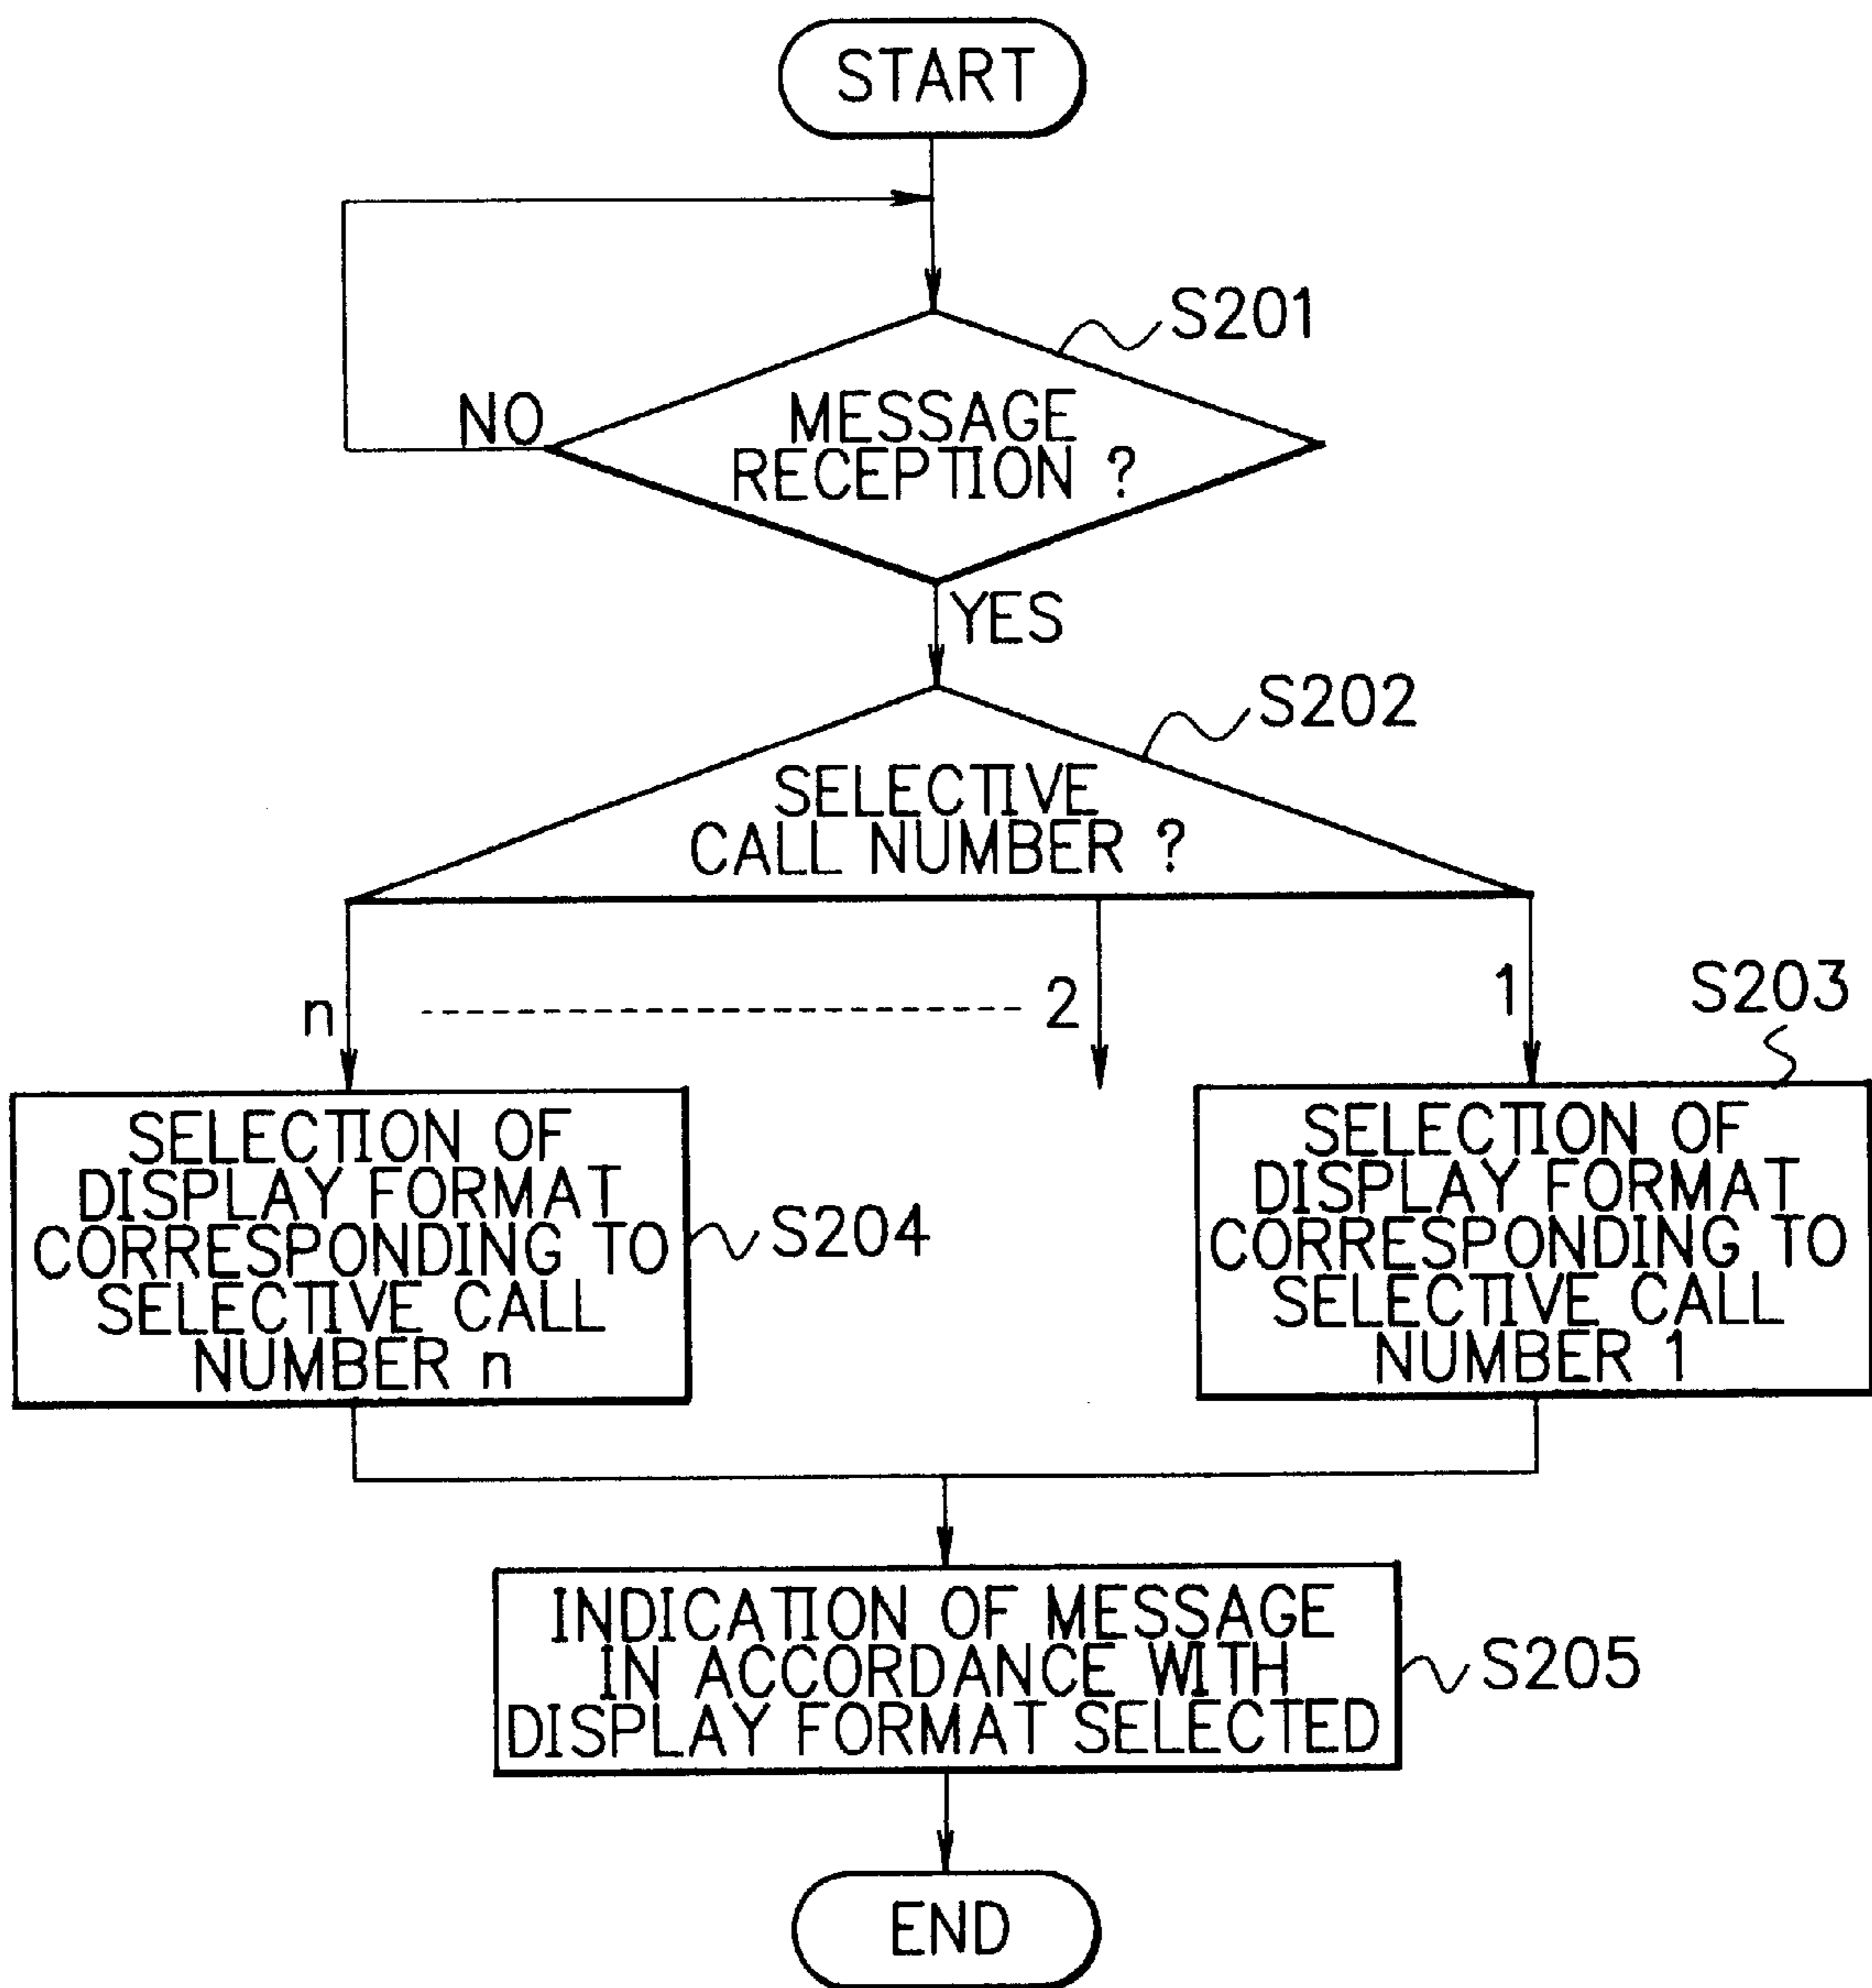 START
S201
NO
MESSAGE
RECEPTION ?
YES
S202
SELECTIVE
CALL NUMBER ?
n
2
1
S203
SELECTION OF
DISPLAY FORMAT
CORRESPONDING TO
SELECTIVE CALL
NUMBER n
S204
SELECTION OF
DISPLAY FORMAT
CORRESPONDING TO
SELECTIVE CALL
NUMBER 1
INDICATION OF MESSAGE
IN ACCORDANCE WITH
DISPLAY FORMAT SELECTED
S205
END